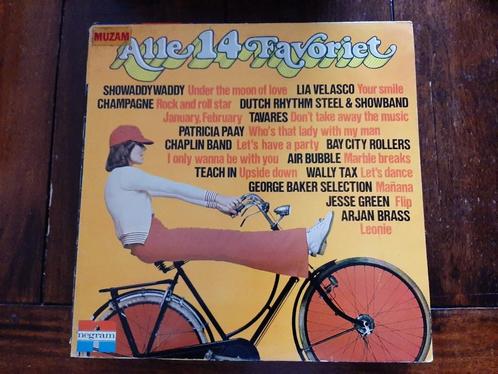 MUZAM
Alle 14 Favoriet
SHOWADDYWADDY Under the moon of love LIA VELASCO Your smile
CHAMPAGNE Rock and roll star DUTCH RHYTHM STEEL & SHOWBAND
January, February TAVARES Don't take away the music
PATRICIA PAAY Who's that lady with my man
CHAPLIN BAND Let's have a party BAY CITY ROLLERS
I only wanna be with you AIR BUBBLE Marble breaks
TEACH IN Upside down WALLY TAX Let's dance
GEORGE BAKER SELECTION Mañana
JESSE GREEN Flip
ARJAN BRASS
Leonie
negram